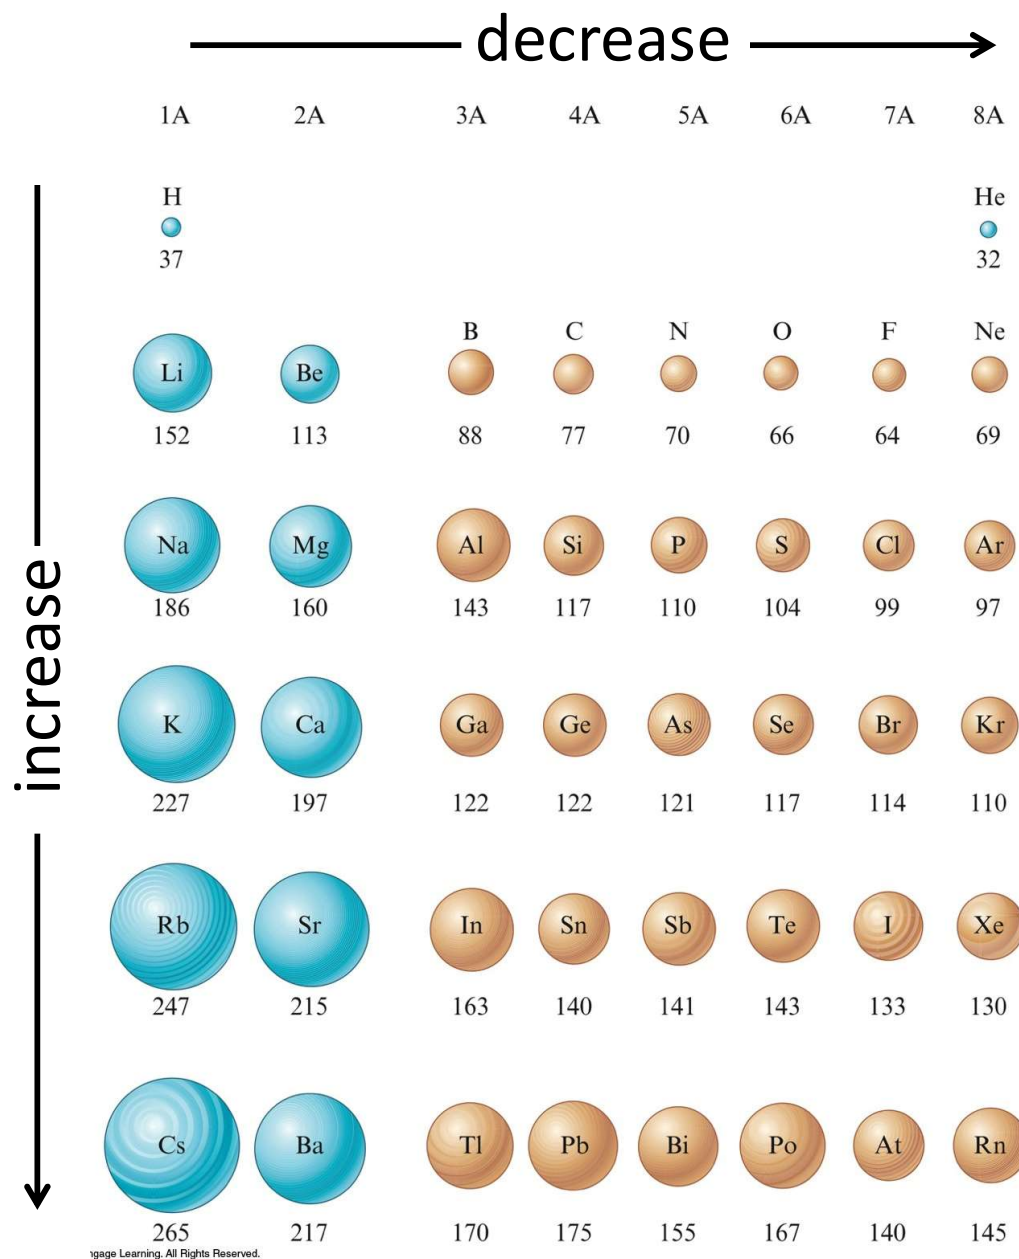 decrease
1A 2A 3A 4A 5A 6A 7A 8A
H He
37 32
B C N O F Ne
Li Be
152 113 88 77 70 66 64 69
Na Mg Al Si P S Cl Ar
186 160 143 117 110 104 99 97
increase
K Ca Ga Ge As Se Br Kr
227 197 122 122 121 117 114 110
Rb Sr In Sn Sb Te I Xe
247 215 163 140 141 143 133 130
Cs Ba Tl Pb Bi Po At Rn
265 217 170 175 155 167 140 145
ngage Learning. All Rights Reserved.